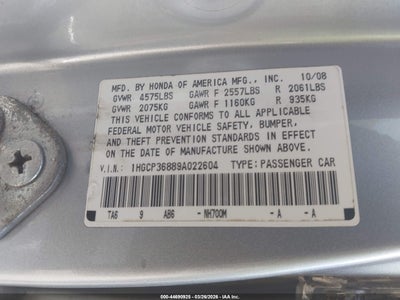 MFD. BY HONDA OF AMERICA MFG., INC. 10/08
GVWR 4575LBS GAWR F 2557LBS R 2061LBS
GVWR 2075KG GAWR F 1160KG R 935KG
THIS VEHICLE CONFORMS TO ALL APPLICABLE
FEDERAL MOTOR VEHICLE SAFETY, BUMPER,
AND THEFT PREVENTION STANDARDS IN EFFECT
ON THE DATE OF MANUFACTURE SHOWN ABOVE.
V.I.N: 1HGCP36889A022604 TYPE: PASSENGER CAR
TA6 9 AB6 - NH700M - A - A
000-44690925 - 03/26/2026 - IAA Inc.